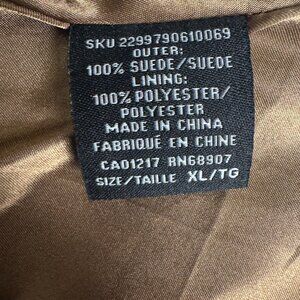 SKU 2299790610069
OUTER:
100% SUEDE/SUEDE
LINING:
100% POLYESTER/
POLYESTER
MADE IN CHINA
FABRIQUÉ EN CHINE
CA01217 RN68907
SIZE/TAILLE XL/TG